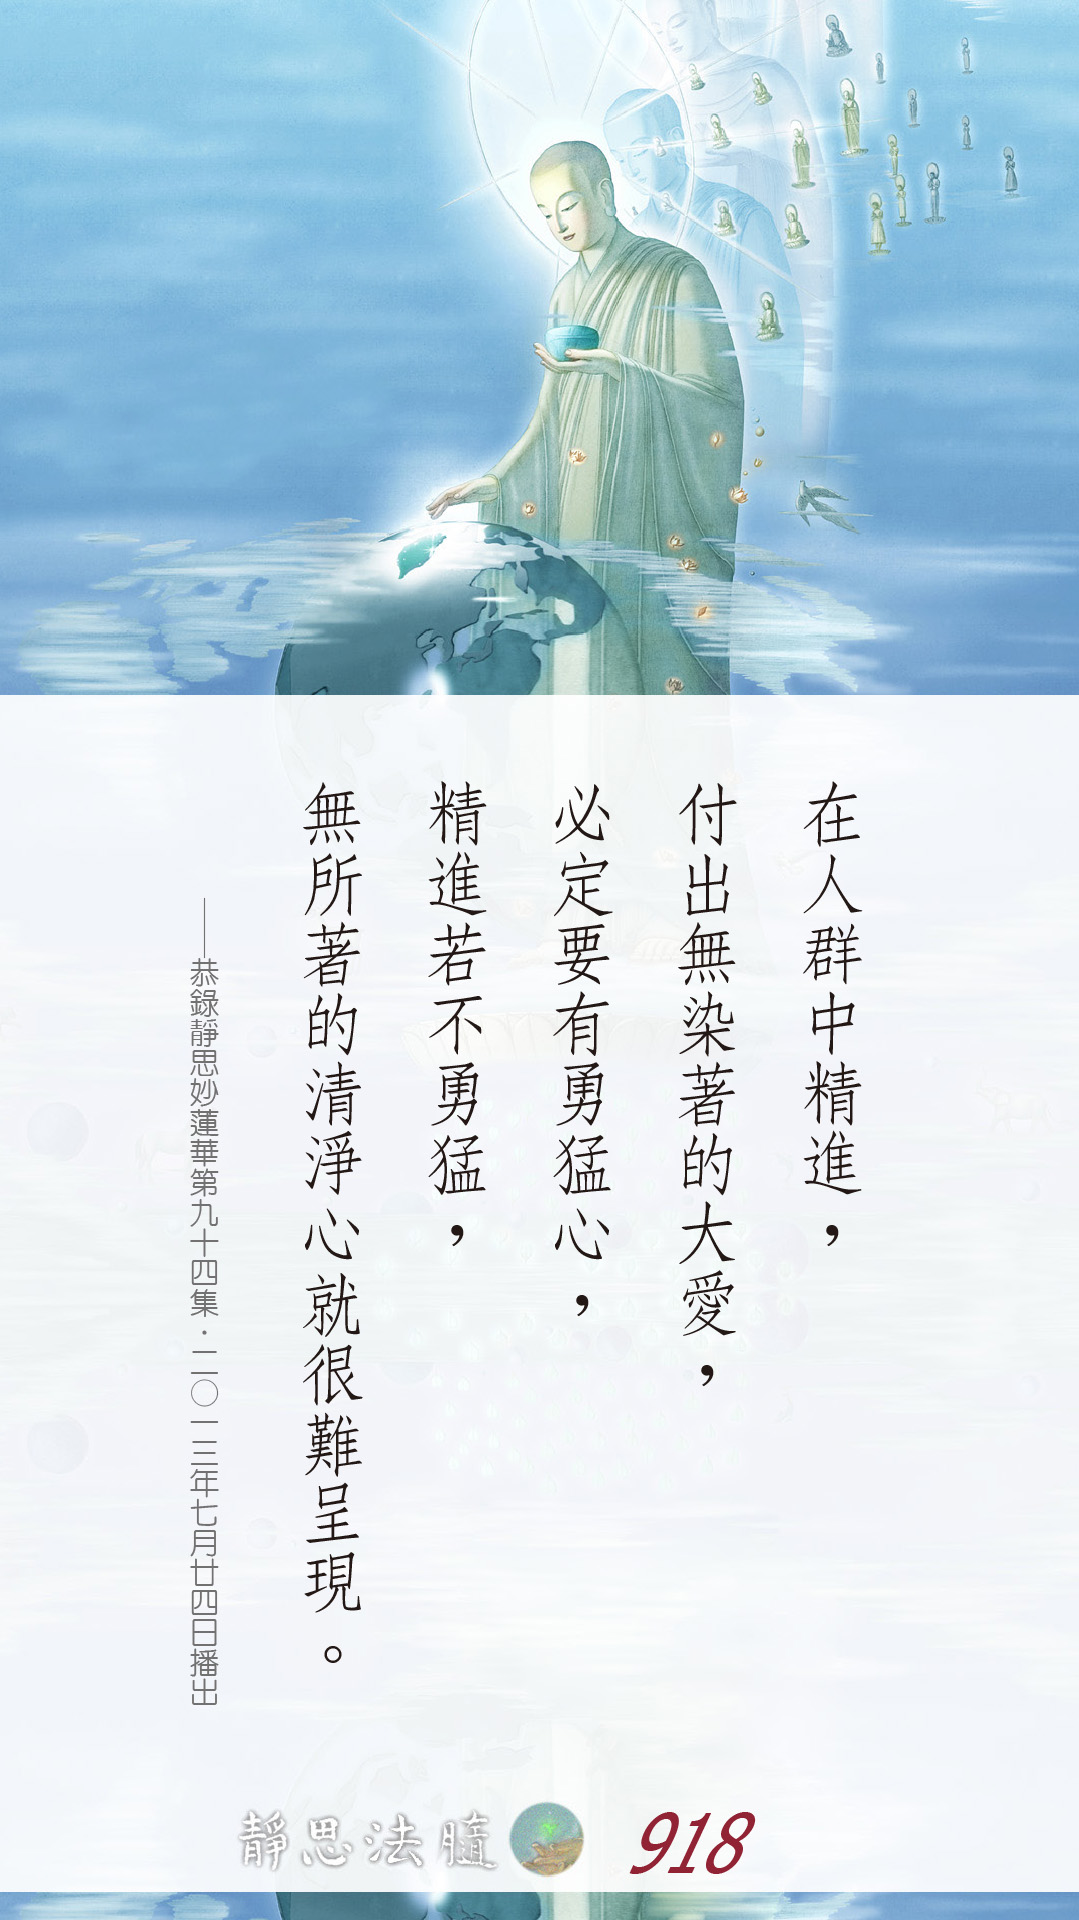 在人群中精進，
付出無染著的大愛，
必定要有勇猛心，
精進若不勇猛，
無所著的清淨心就很難呈現。
——恭錄靜思妙蓮華第九十四集．二〇一三年七月廿四日播出
靜思法髓
918